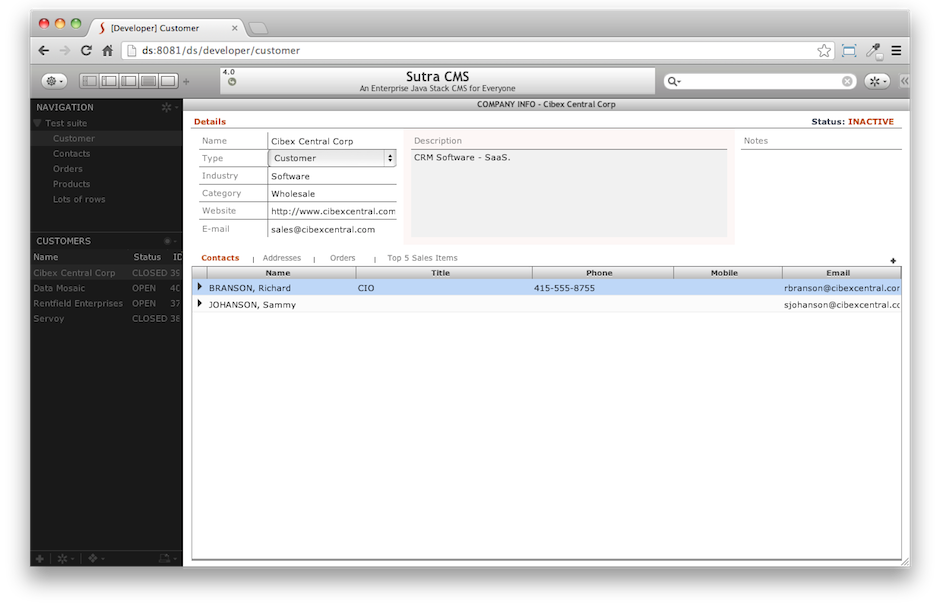 [Developer] Customer
ds:8081/ds/developer/customer
4.0
Sutra CMS
An Enterprise Java Stack CMS for Everyone
NAVIGATION
Test suite
Customer
Contacts
Orders
Products
Lots of rows
CUSTOMERS
Name Status ID
Cibex Central Corp CLOSED 39
Data Mosaic OPEN 40
Rentfield Enterprises OPEN 37
Servoy CLOSED 38
COMPANY INFO - Cibex Central Corp
Details Status: INACTIVE
Name Cibex Central Corp
Type Customer
Industry Software
Category Wholesale
Website http://www.cibexcentral.com
E-mail sales@cibexcentral.com
Description
CRM Software - SaaS.
Notes
Contacts Addresses Orders Top 5 Sales Items
Name Title Phone Mobile Email
BRANSON, Richard CIO 415-555-8755 rbranson@cibexcentral.cor
JOHANSON, Sammy sjohanson@cibexcentral.cc